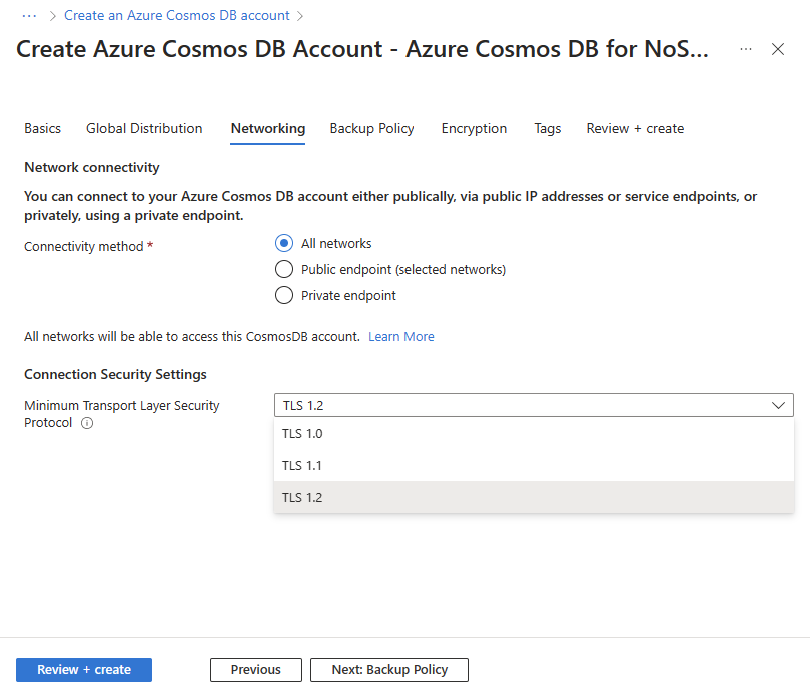 ··· > Create an Azure Cosmos DB account >
Create Azure Cosmos DB Account - Azure Cosmos DB for NoS... ···
Basics Global Distribution Networking Backup Policy Encryption Tags Review + create
Network connectivity
You can connect to your Azure Cosmos DB account either publically, via public IP addresses or service endpoints, or
privately, using a private endpoint.
Connectivity method *
All networks
Public endpoint (selected networks)
Private endpoint
All networks will be able to access this CosmosDB account. Learn More
Connection Security Settings
Minimum Transport Layer Security
Protocol
TLS 1.2
TLS 1.0
TLS 1.1
TLS 1.2
Review + create Previous Next: Backup Policy